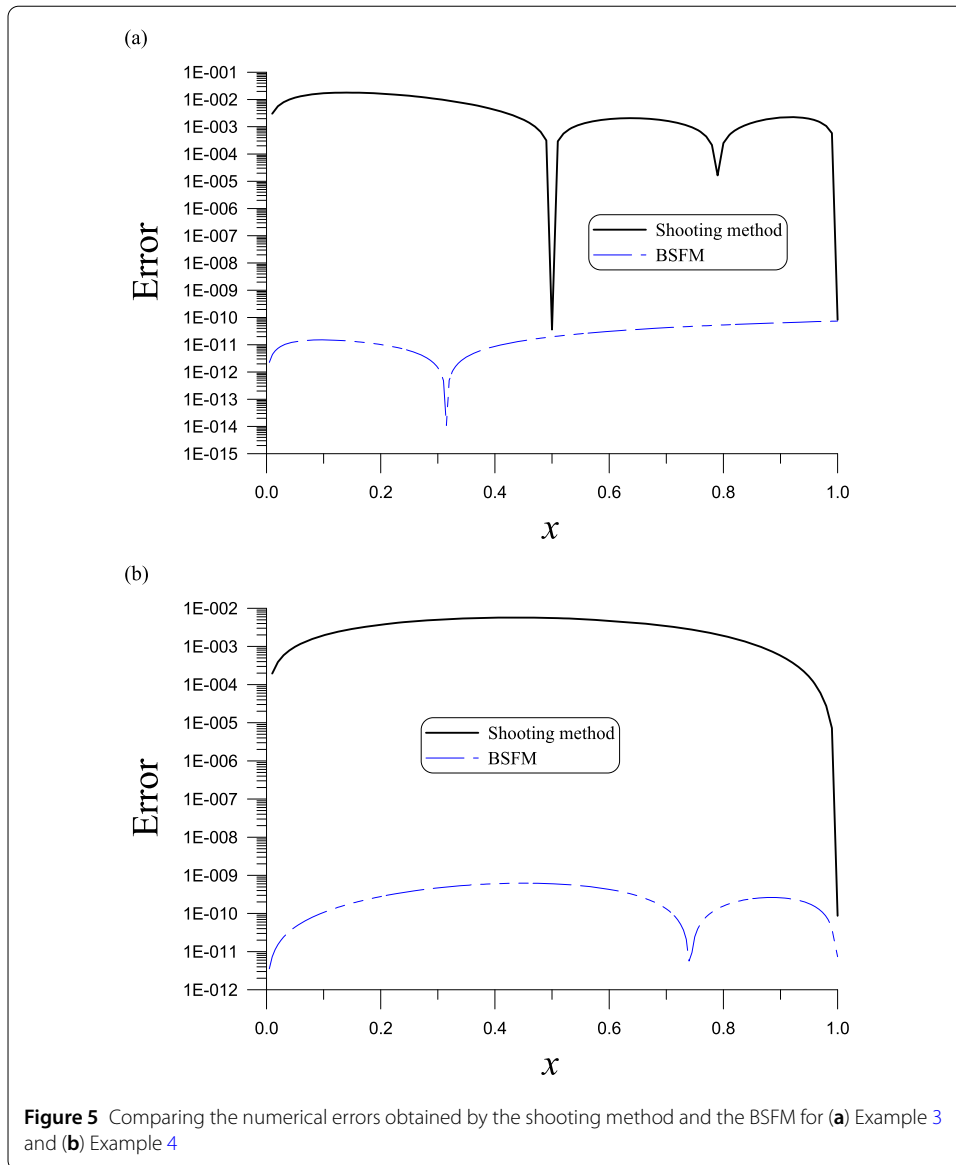 (a)
1E-001
1E-002
1E-003
1E-004
1E-005
1E-006
1E-007
1E-008
1E-009
1E-010
1E-011
1E-012
1E-013
1E-014
1E-015
Error
Shooting method
BSFM
0.0 0.2 0.4 0.6 0.8 1.0
x
(b)
1E-002
1E-003
1E-004
1E-005
1E-006
1E-007
1E-008
1E-009
1E-010
1E-011
1E-012
Error
Shooting method
BSFM
0.0 0.2 0.4 0.6 0.8 1.0
x
Figure 5 Comparing the numerical errors obtained by the shooting method and the BSFM for (a) Example 3
and (b) Example 4